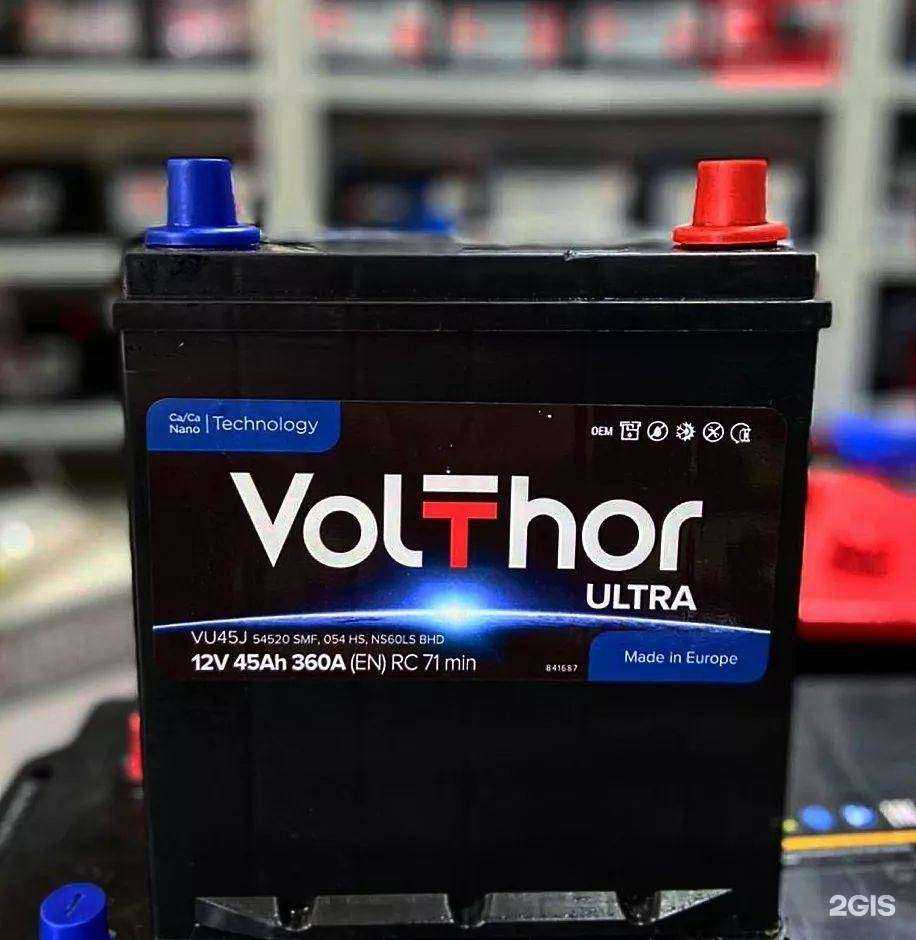 Ca/Ca
Nano | Technology
OEM
VolThor
ULTRA
VU45J 54520 SMF, 054 HS, NS60LS BHD
12V 45Ah 360A (EN) RC 71 min
841687
Made in Europe
2GIS